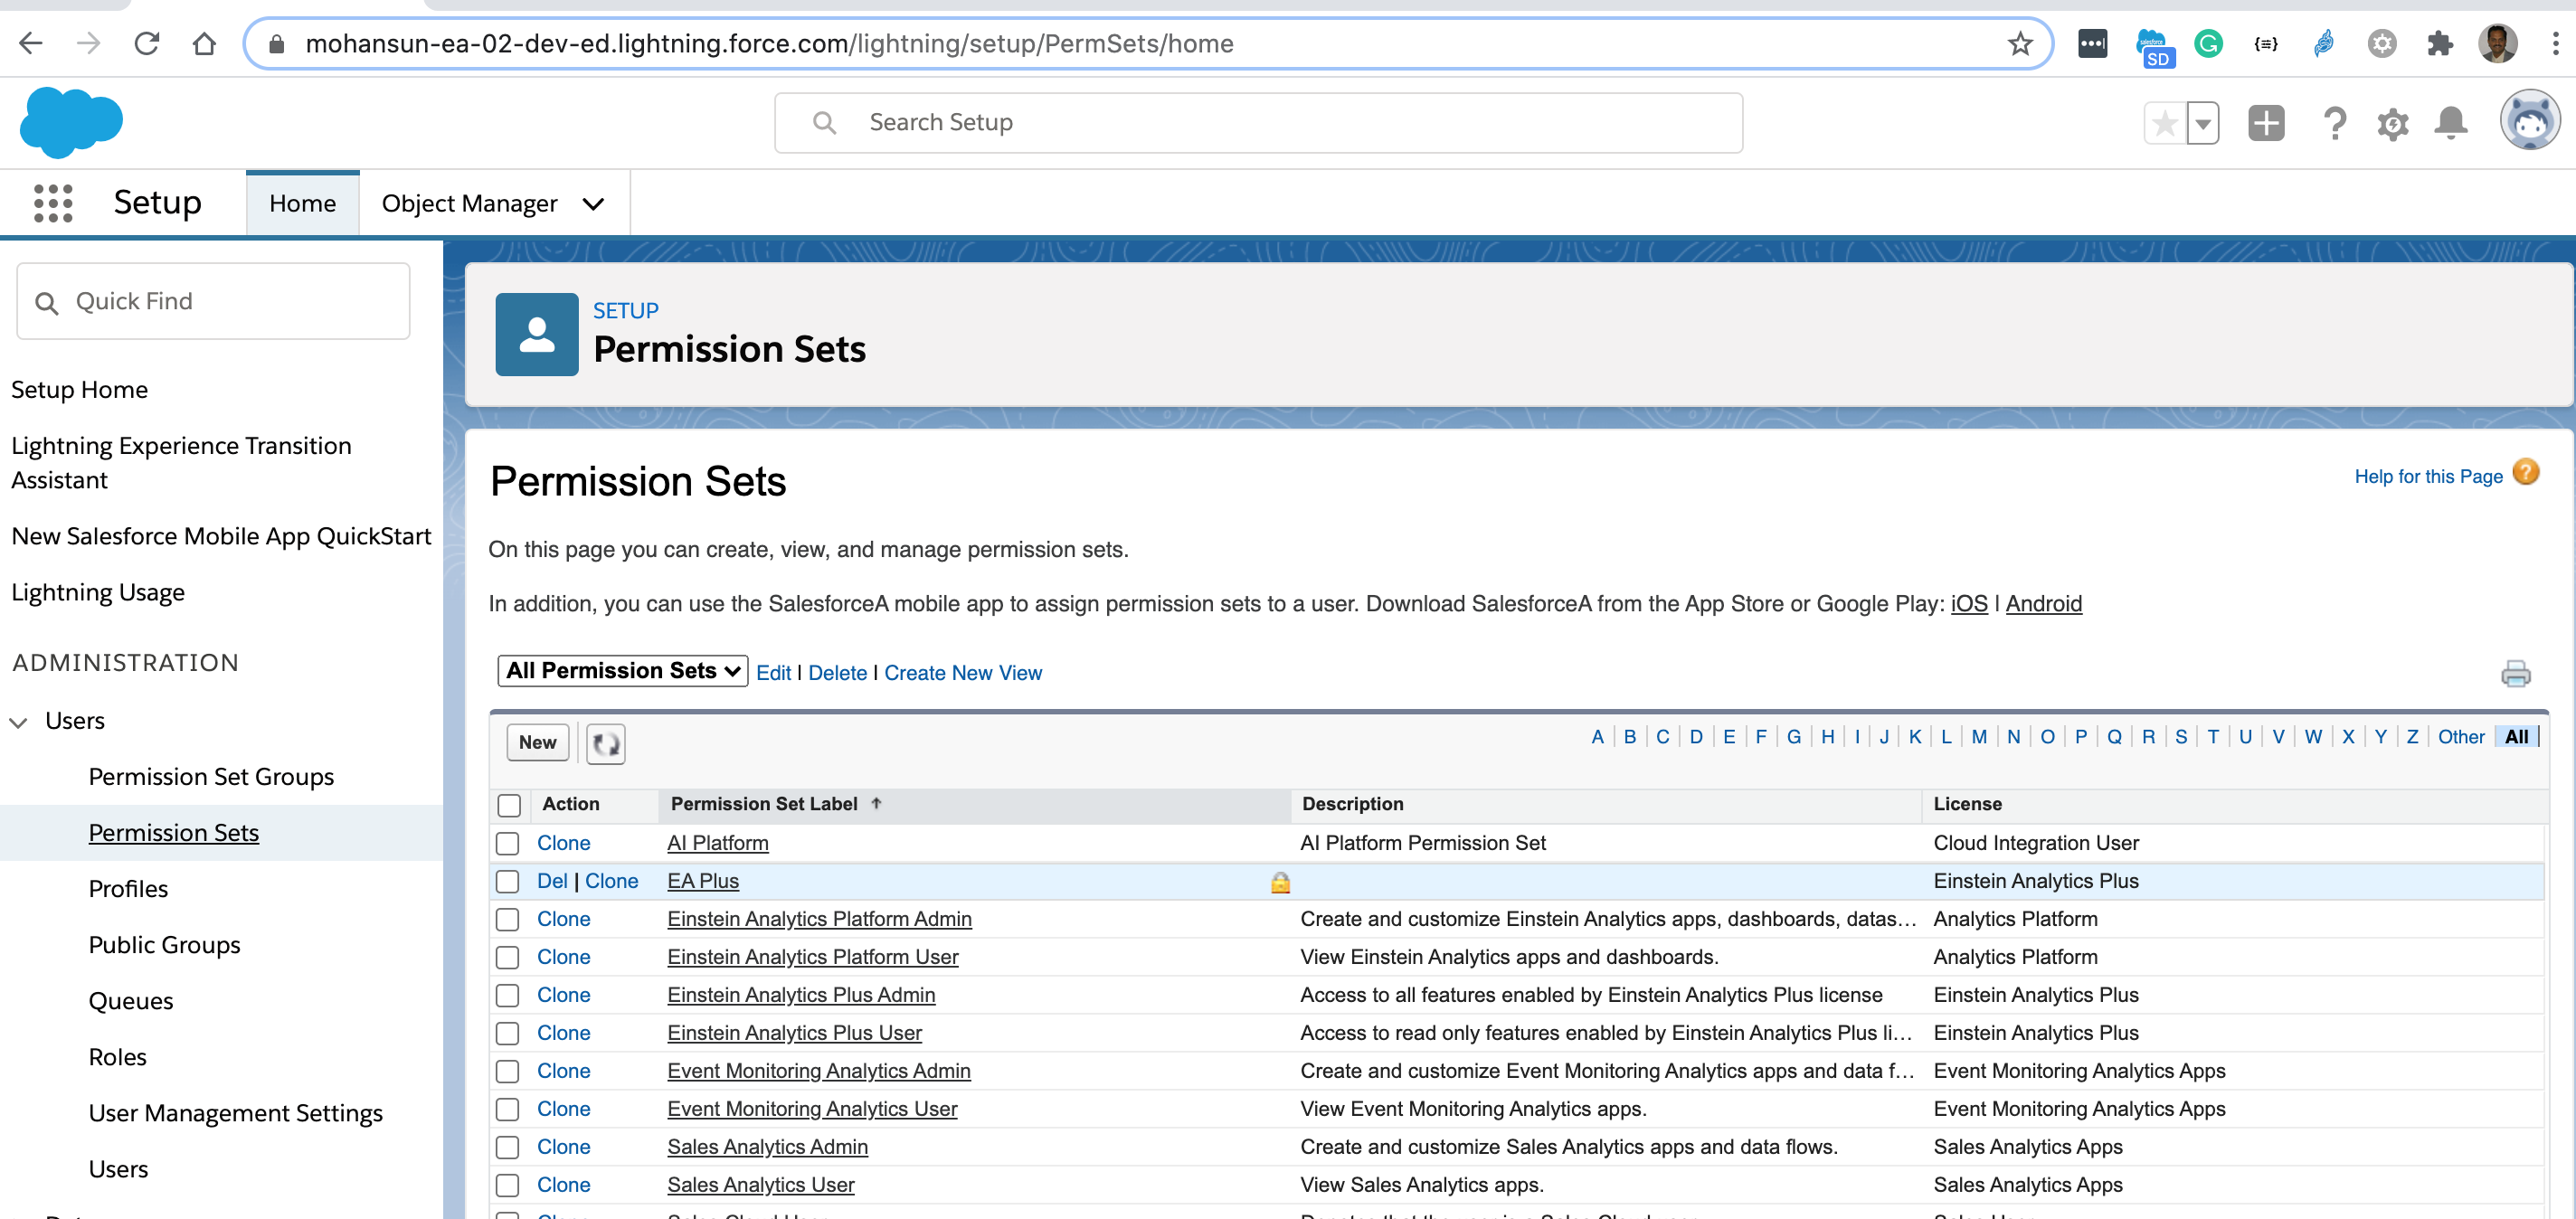 mohansun-ea-02-dev-ed.lightning.force.com/lightning/setup/PermSets/home
SD
Search Setup
Setup
Home
Object Manager
Quick Find
SETUP
Permission Sets
Setup Home
Lightning Experience Transition
Assistant
New Salesforce Mobile App QuickStart
Lightning Usage
ADMINISTRATION
Users
Permission Set Groups
Permission Sets
Profiles
Public Groups
Queues
Roles
User Management Settings
Users
Permission Sets
Help for this Page
On this page you can create, view, and manage permission sets.
In addition, you can use the SalesforceA mobile app to assign permission sets to a user. Download SalesforceA from the App Store or Google Play: iOS | Android
All Permission Sets Edit | Delete | Create New View
New
A | B | C | D | E | F | G | H | I | J | K | L | M | N | O | P | Q | R | S | T | U | V | W | X | Y | Z | Other | All
Action Permission Set Label ↑ Description License
Clone AI Platform AI Platform Permission Set Cloud Integration User
Del | Clone EA Plus Einstein Analytics Plus
Clone Einstein Analytics Platform Admin Create and customize Einstein Analytics apps, dashboards, datas… Analytics Platform
Clone Einstein Analytics Platform User View Einstein Analytics apps and dashboards. Analytics Platform
Clone Einstein Analytics Plus Admin Access to all features enabled by Einstein Analytics Plus license Einstein Analytics Plus
Clone Einstein Analytics Plus User Access to read only features enabled by Einstein Analytics Plus li… Einstein Analytics Plus
Clone Event Monitoring Analytics Admin Create and customize Event Monitoring Analytics apps and data f… Event Monitoring Analytics Apps
Clone Event Monitoring Analytics User View Event Monitoring Analytics apps. Event Monitoring Analytics Apps
Clone Sales Analytics Admin Create and customize Sales Analytics apps and data flows. Sales Analytics Apps
Clone Sales Analytics User View Sales Analytics apps. Sales Analytics Apps